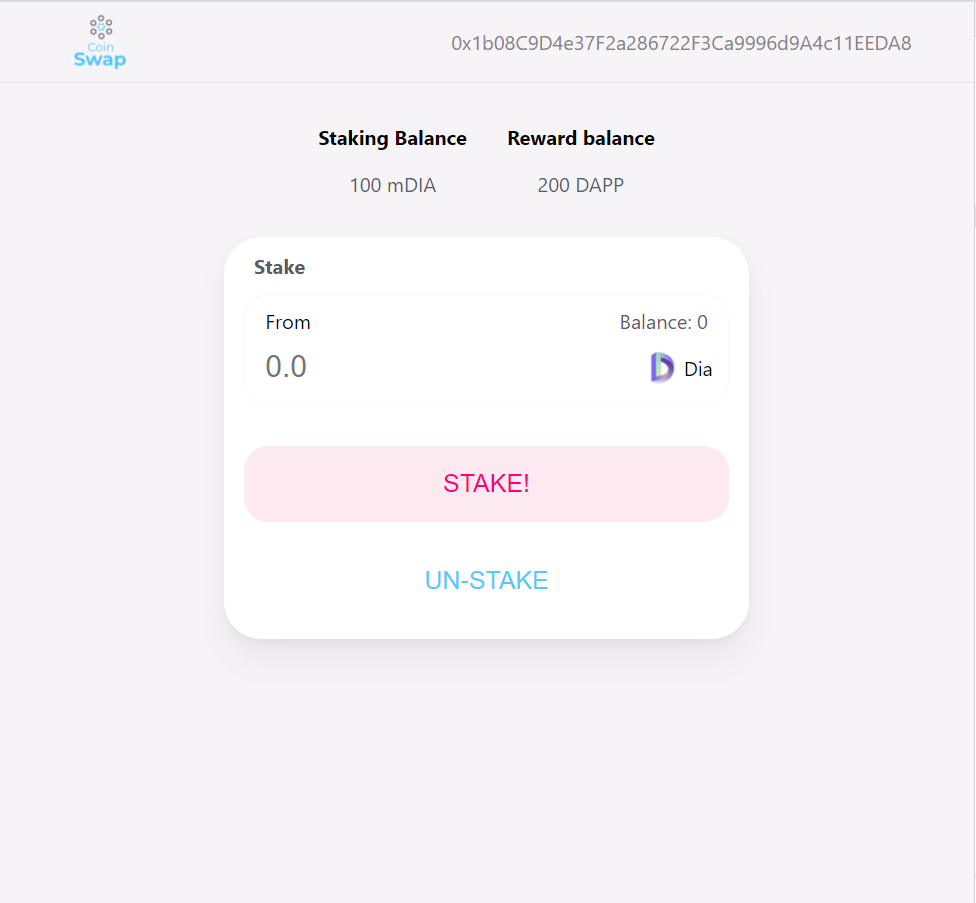 Coin
Swap
0x1b08C9D4e37F2a286722F3Ca9996d9A4c11EEDA8
Staking Balance Reward balance
100 mDIA 200 DAPP
Stake
From Balance: 0
0.0 Dia
STAKE!
UN-STAKE